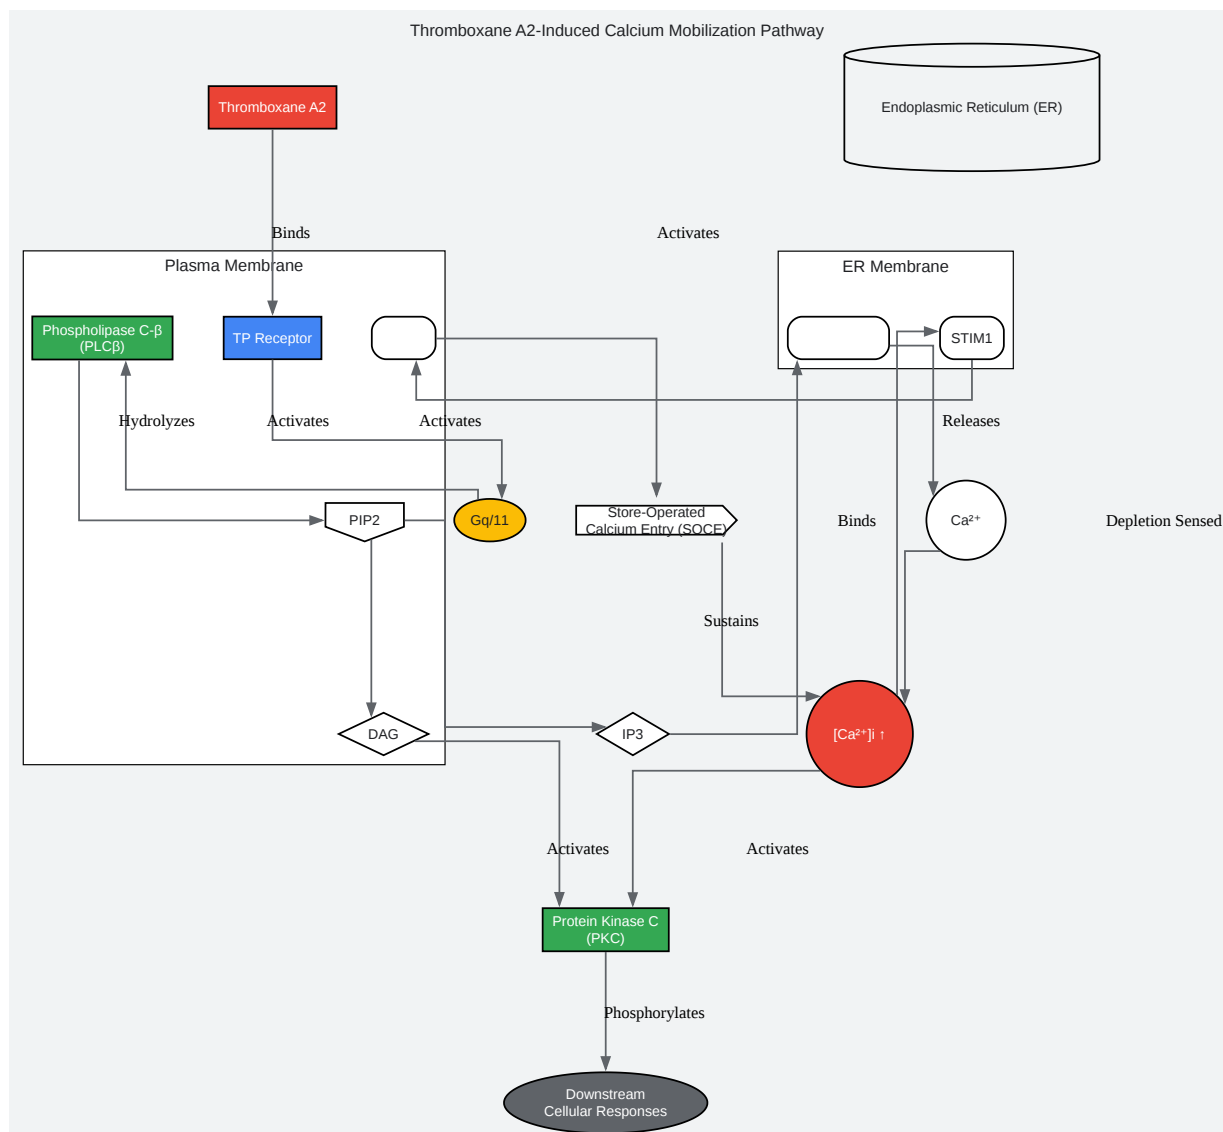 Thromboxane A2-Induced Calcium Mobilization Pathway
Endoplasmic Reticulum (ER)
Thromboxane A2
Binds
Activates
Plasma Membrane
ER Membrane
Phospholipase C-β
(PLCβ)
TP Receptor
STIM1
Hydrolyzes
Activates
Activates
Releases
PIP2
Gq/11
Store-Operated
Calcium Entry (SOCE)
Binds
Ca²⁺
Depletion Sensed
Sustains
DAG
IP3
[Ca²⁺]i ↑
Activates
Activates
Protein Kinase C
(PKC)
Phosphorylates
Downstream
Cellular Responses